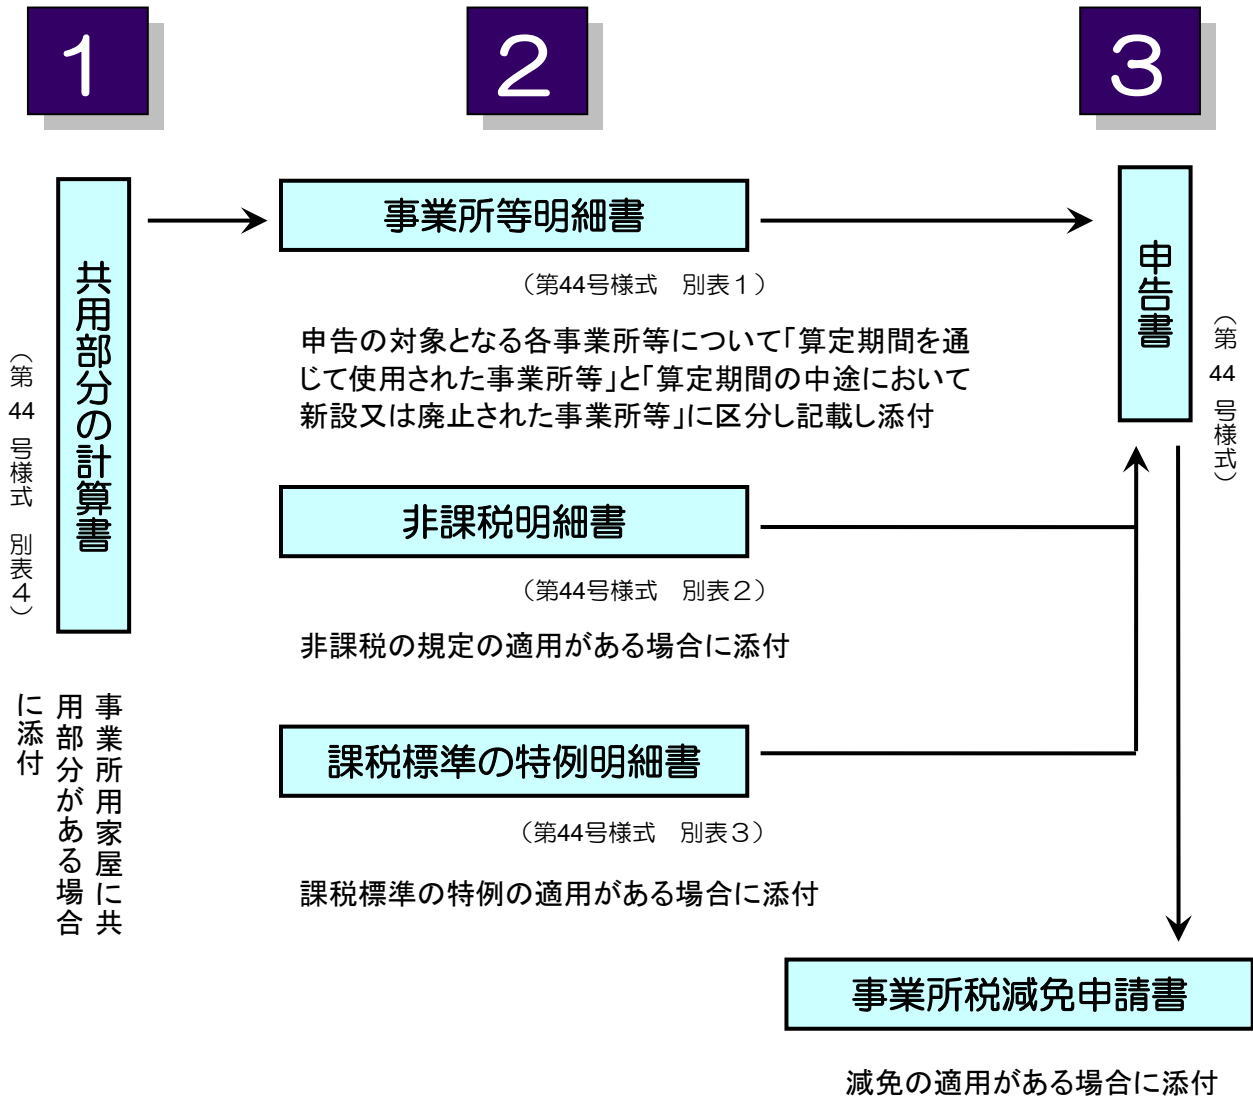 1
2
3
共用部分の計算書
（第44号様式　別表４）
事業所用家屋に共
用部分がある場合
に添付
事業所等明細書
（第44号様式　別表１）
申告の対象となる各事業所等について「算定期間を通
じて使用された事業所等」と「算定期間の中途において
新設又は廃止された事業所等」に区分し記載し添付
非課税明細書
（第44号様式　別表２）
非課税の規定の適用がある場合に添付
課税標準の特例明細書
（第44号様式　別表３）
課税標準の特例の適用がある場合に添付
申告書
（第44号様式）
事業所税減免申請書
減免の適用がある場合に添付